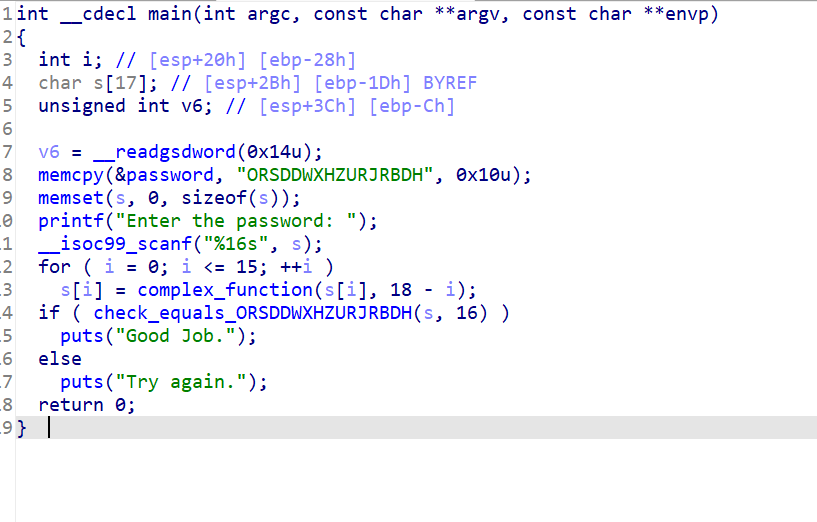 1 int __cdecl main(int argc, const char **argv, const char **envp)
2 {
3 int i; // [esp+20h] [ebp-28h]
4 char s[17]; // [esp+2Bh] [ebp-1Dh] BYREF
5 unsigned int v6; // [esp+3Ch] [ebp-Ch]
6
7 v6 = __readgsdword(0x14u);
8 memcpy(&password, "ORSDDWXHZURJRBDH", 0x10u);
9 memset(s, 0, sizeof(s));
0 printf("Enter the password: ");
1 __isoc99_scanf("%16s", s);
2 for ( i = 0; i <= 15; ++i )
3 s[i] = complex_function(s[i], 18 - i);
4 if ( check_equals_ORSDDWXHZURJRBDH(s, 16) )
5 puts("Good Job.");
6 else
7 puts("Try again.");
8 return 0;
9 }